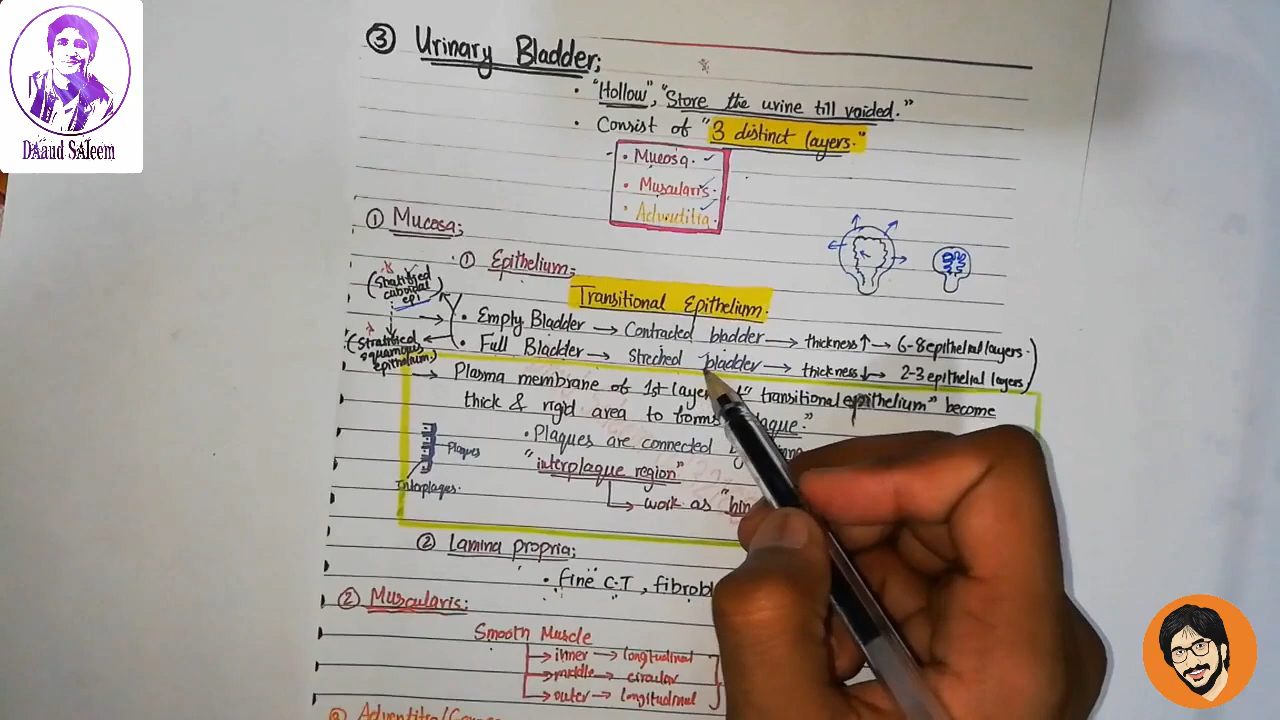 DAaud SAleem
③ Urinary Bladder;
• "Hollow", "Store the urine till voided."
• Consist of "3 distinct layers."
• Mucosa.
• Muscularis.
• Adventitia.
① Mucosa;
① Epithelium;
Transitional Epithelium.
(Stratified cuboidal epi)
• Empty Bladder → Contracted bladder → thickness ↑ → 6-8 epithelial layers.
(Stratified squamous epithelium)
• Full Bladder → Streched bladder → thickness ↓ → 2-3 epithelial layers
→ Plasma membrane of 1st layer "transitional epithelium" become
thick & rigid area to forms
• Plaques are connected
Plaques
"interplaque region"
Interplaques.
→ work as
② Lamina propria;
• fine C.T,
② Muscularis:
Smooth Muscle
→ inner → longitudinal
→ middle → circular
→ outer → longitudinal